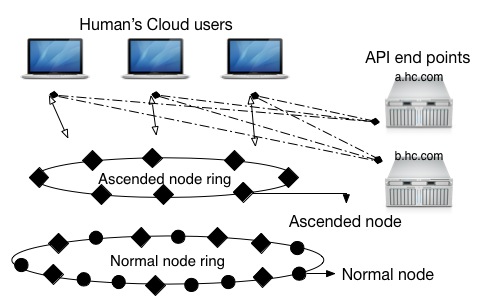 Human's Cloud users
API end points
a.hc.com
b.hc.com
Ascended node ring
Ascended node
Normal node ring
Normal node